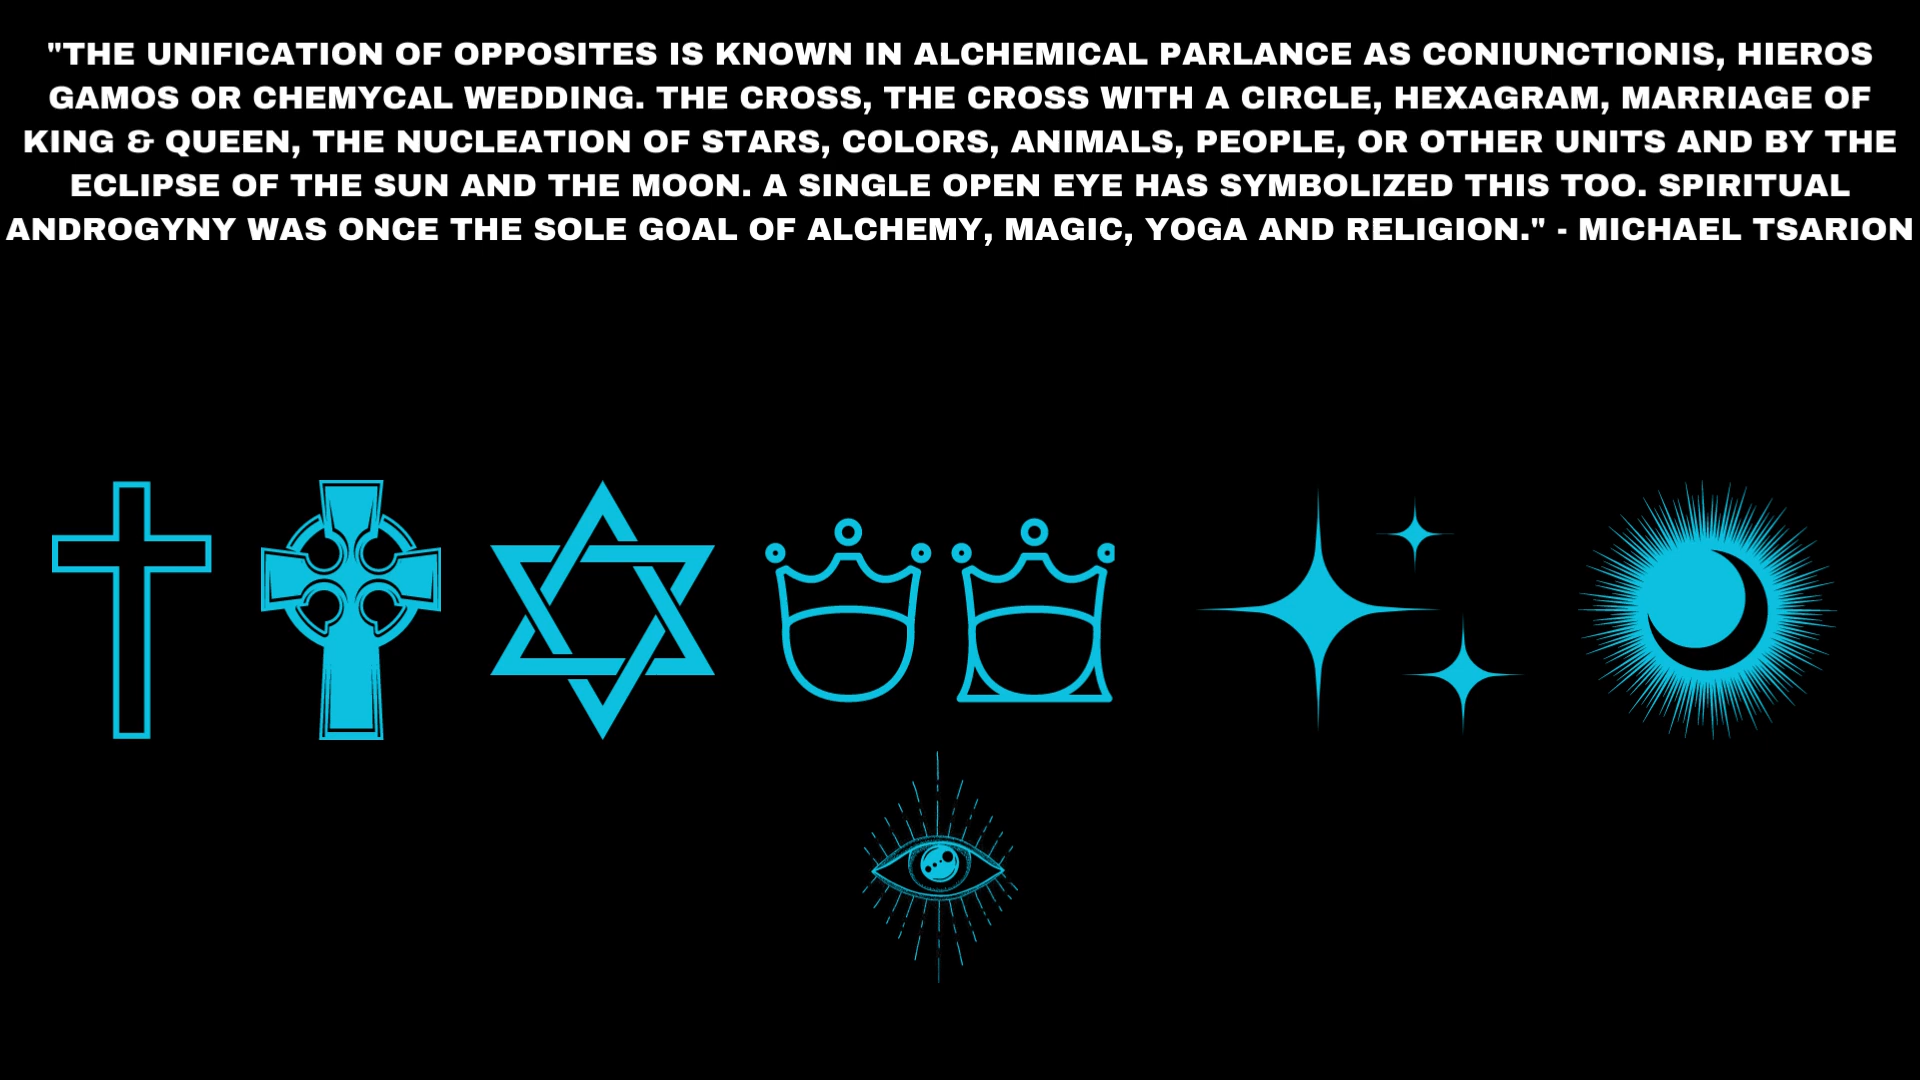 "THE UNIFICATION OF OPPOSITES IS KNOWN IN ALCHEMICAL PARLANCE AS CONIUNCTIONIS, HIEROS
GAMOS OR CHEMYCAL WEDDING. THE CROSS, THE CROSS WITH A CIRCLE, HEXAGRAM, MARRIAGE OF
KING & QUEEN, THE NUCLEATION OF STARS, COLORS, ANIMALS, PEOPLE, OR OTHER UNITS AND BY THE
ECLIPSE OF THE SUN AND THE MOON. A SINGLE OPEN EYE HAS SYMBOLIZED THIS TOO. SPIRITUAL
ANDROGYNY WAS ONCE THE SOLE GOAL OF ALCHEMY, MAGIC, YOGA AND RELIGION." - MICHAEL TSARION